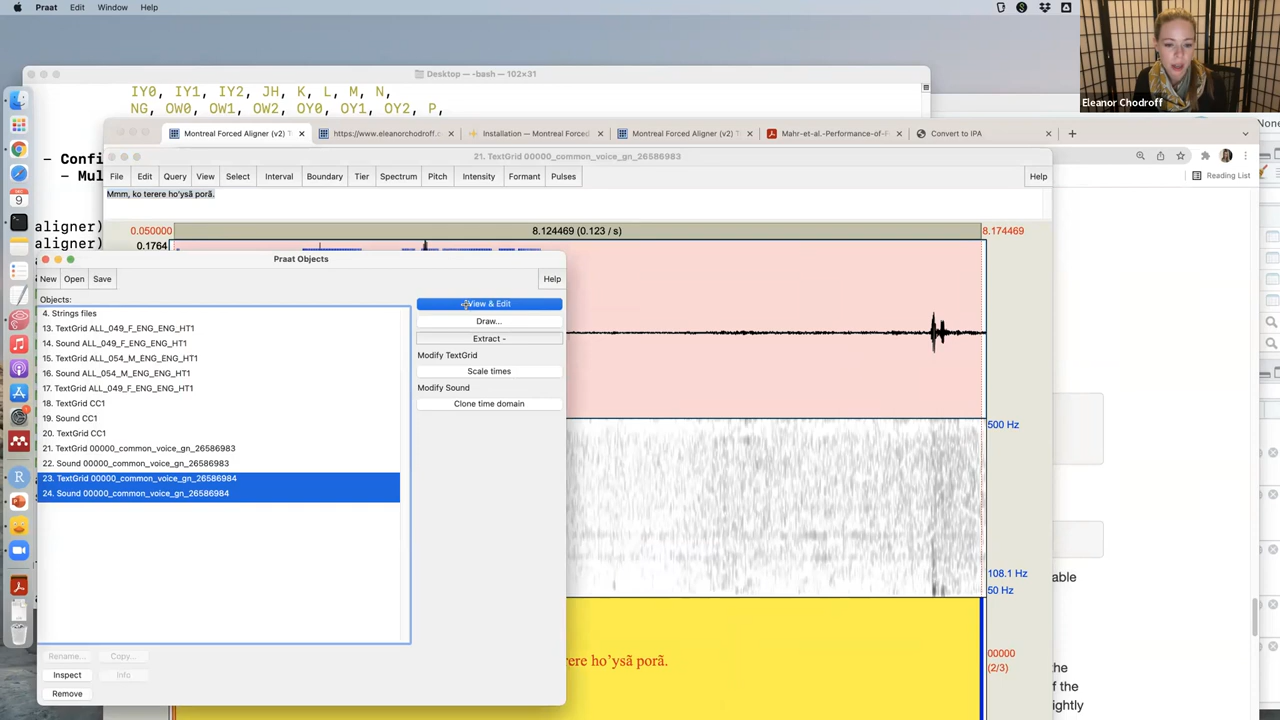 Praat Edit Window Help
Eleanor Chodroff
Desktop — -bash — 102×31
IY0, IY1, IY2, JH, K, L, M, N,
NG, OW0, OW1, OW2, OY0, OY1, OY2, P,
Montreal Forced Aligner (v2) T
https://www.eleanorchodroff.c
Installation — Montreal Forced
Montreal Forced Aligner (v2) T
Mahr-et-al.-Performance-of-F
Convert to IPA
- Confi
- Mul
21. TextGrid 00000_common_voice_gn_26586983
File Edit Query View Select Interval Boundary Tier Spectrum Pitch Intensity Formant Pulses Help
Reading List
Mmm, ko terere ho'ysã porã.
aligner)
aligner)
0.050000 8.124469 (0.123 / s) 8.174469
0.1764
Praat Objects
New Open Save Help
Objects:
4. Strings files
13. TextGrid ALL_049_F_ENG_ENG_HT1
14. Sound ALL_049_F_ENG_ENG_HT1
15. TextGrid ALL_054_M_ENG_ENG_HT1
16. Sound ALL_054_M_ENG_ENG_HT1
17. TextGrid ALL_049_F_ENG_ENG_HT1
18. TextGrid CC1
19. Sound CC1
20. TextGrid CC1
21. TextGrid 00000_common_voice_gn_26586983
22. Sound 00000_common_voice_gn_26586983
23. TextGrid 00000_common_voice_gn_26586984
24. Sound 00000_common_voice_gn_26586984
View & Edit
Draw...
Extract -
Modify TextGrid
Scale times
Modify Sound
Clone time domain
Rename... Copy...
Inspect Info
Remove
500 Hz
108.1 Hz
50 Hz
rere ho'ysã porã.
00000
(2/3)
able
the
f the
ightly
None
DEC
9